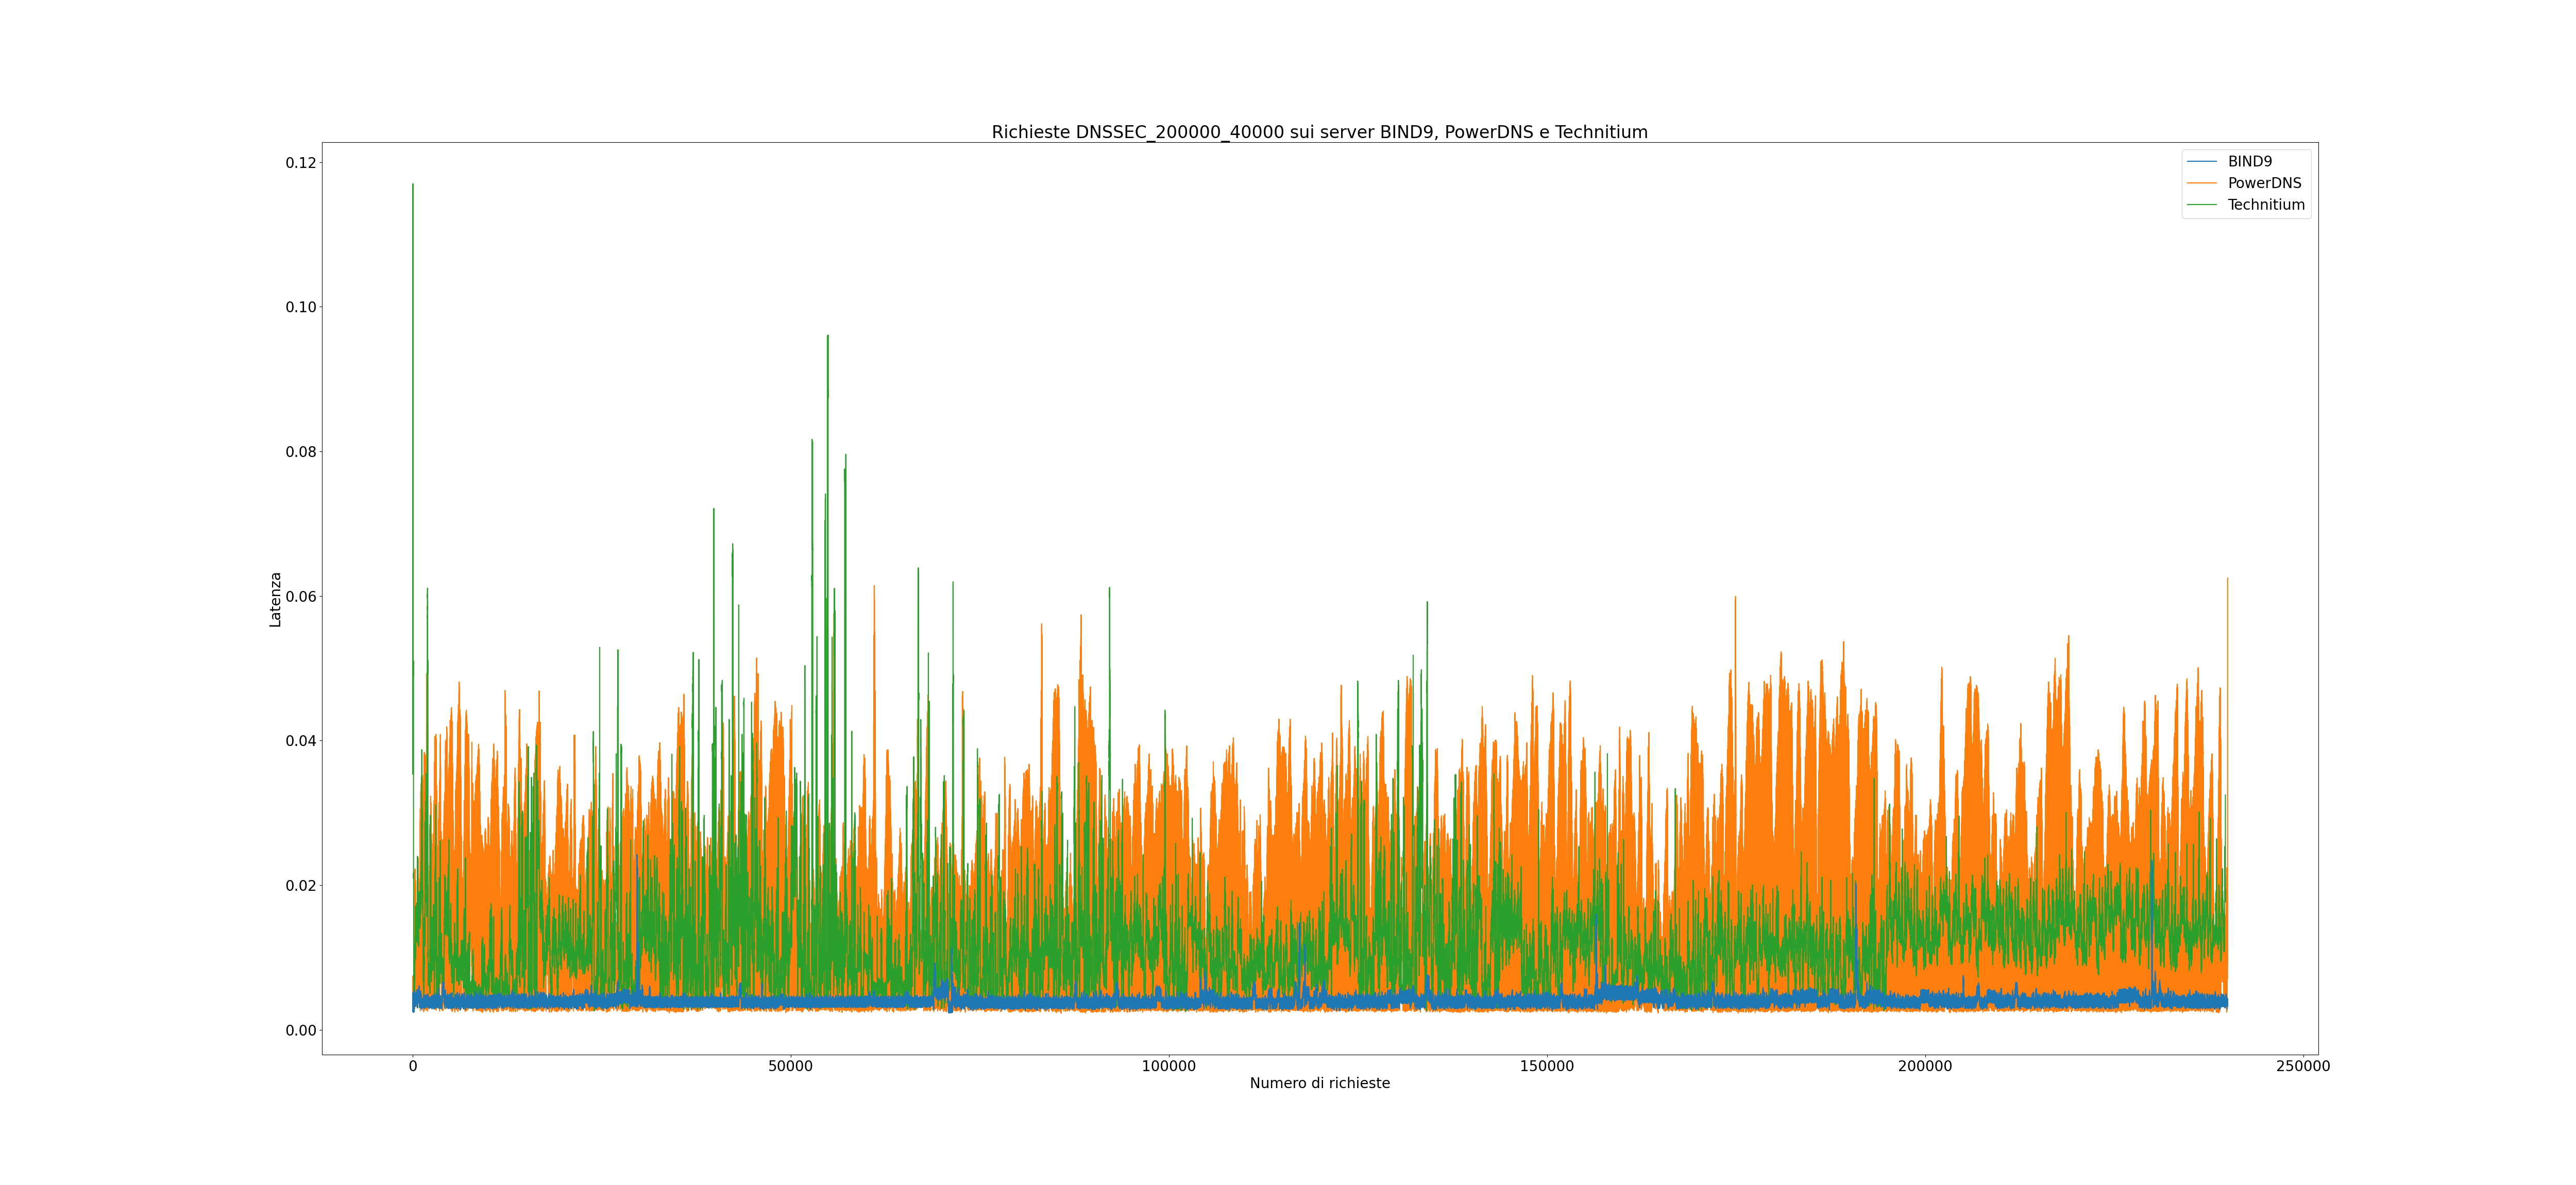 Richieste DNSSEC_200000_40000 sui server BIND9, PowerDNS e Technitium
BIND9
PowerDNS
Technitium
Latenza
0.12
0.10
0.08
0.06
0.04
0.02
0.00
0 50000 100000 150000 200000 250000
Numero di richieste